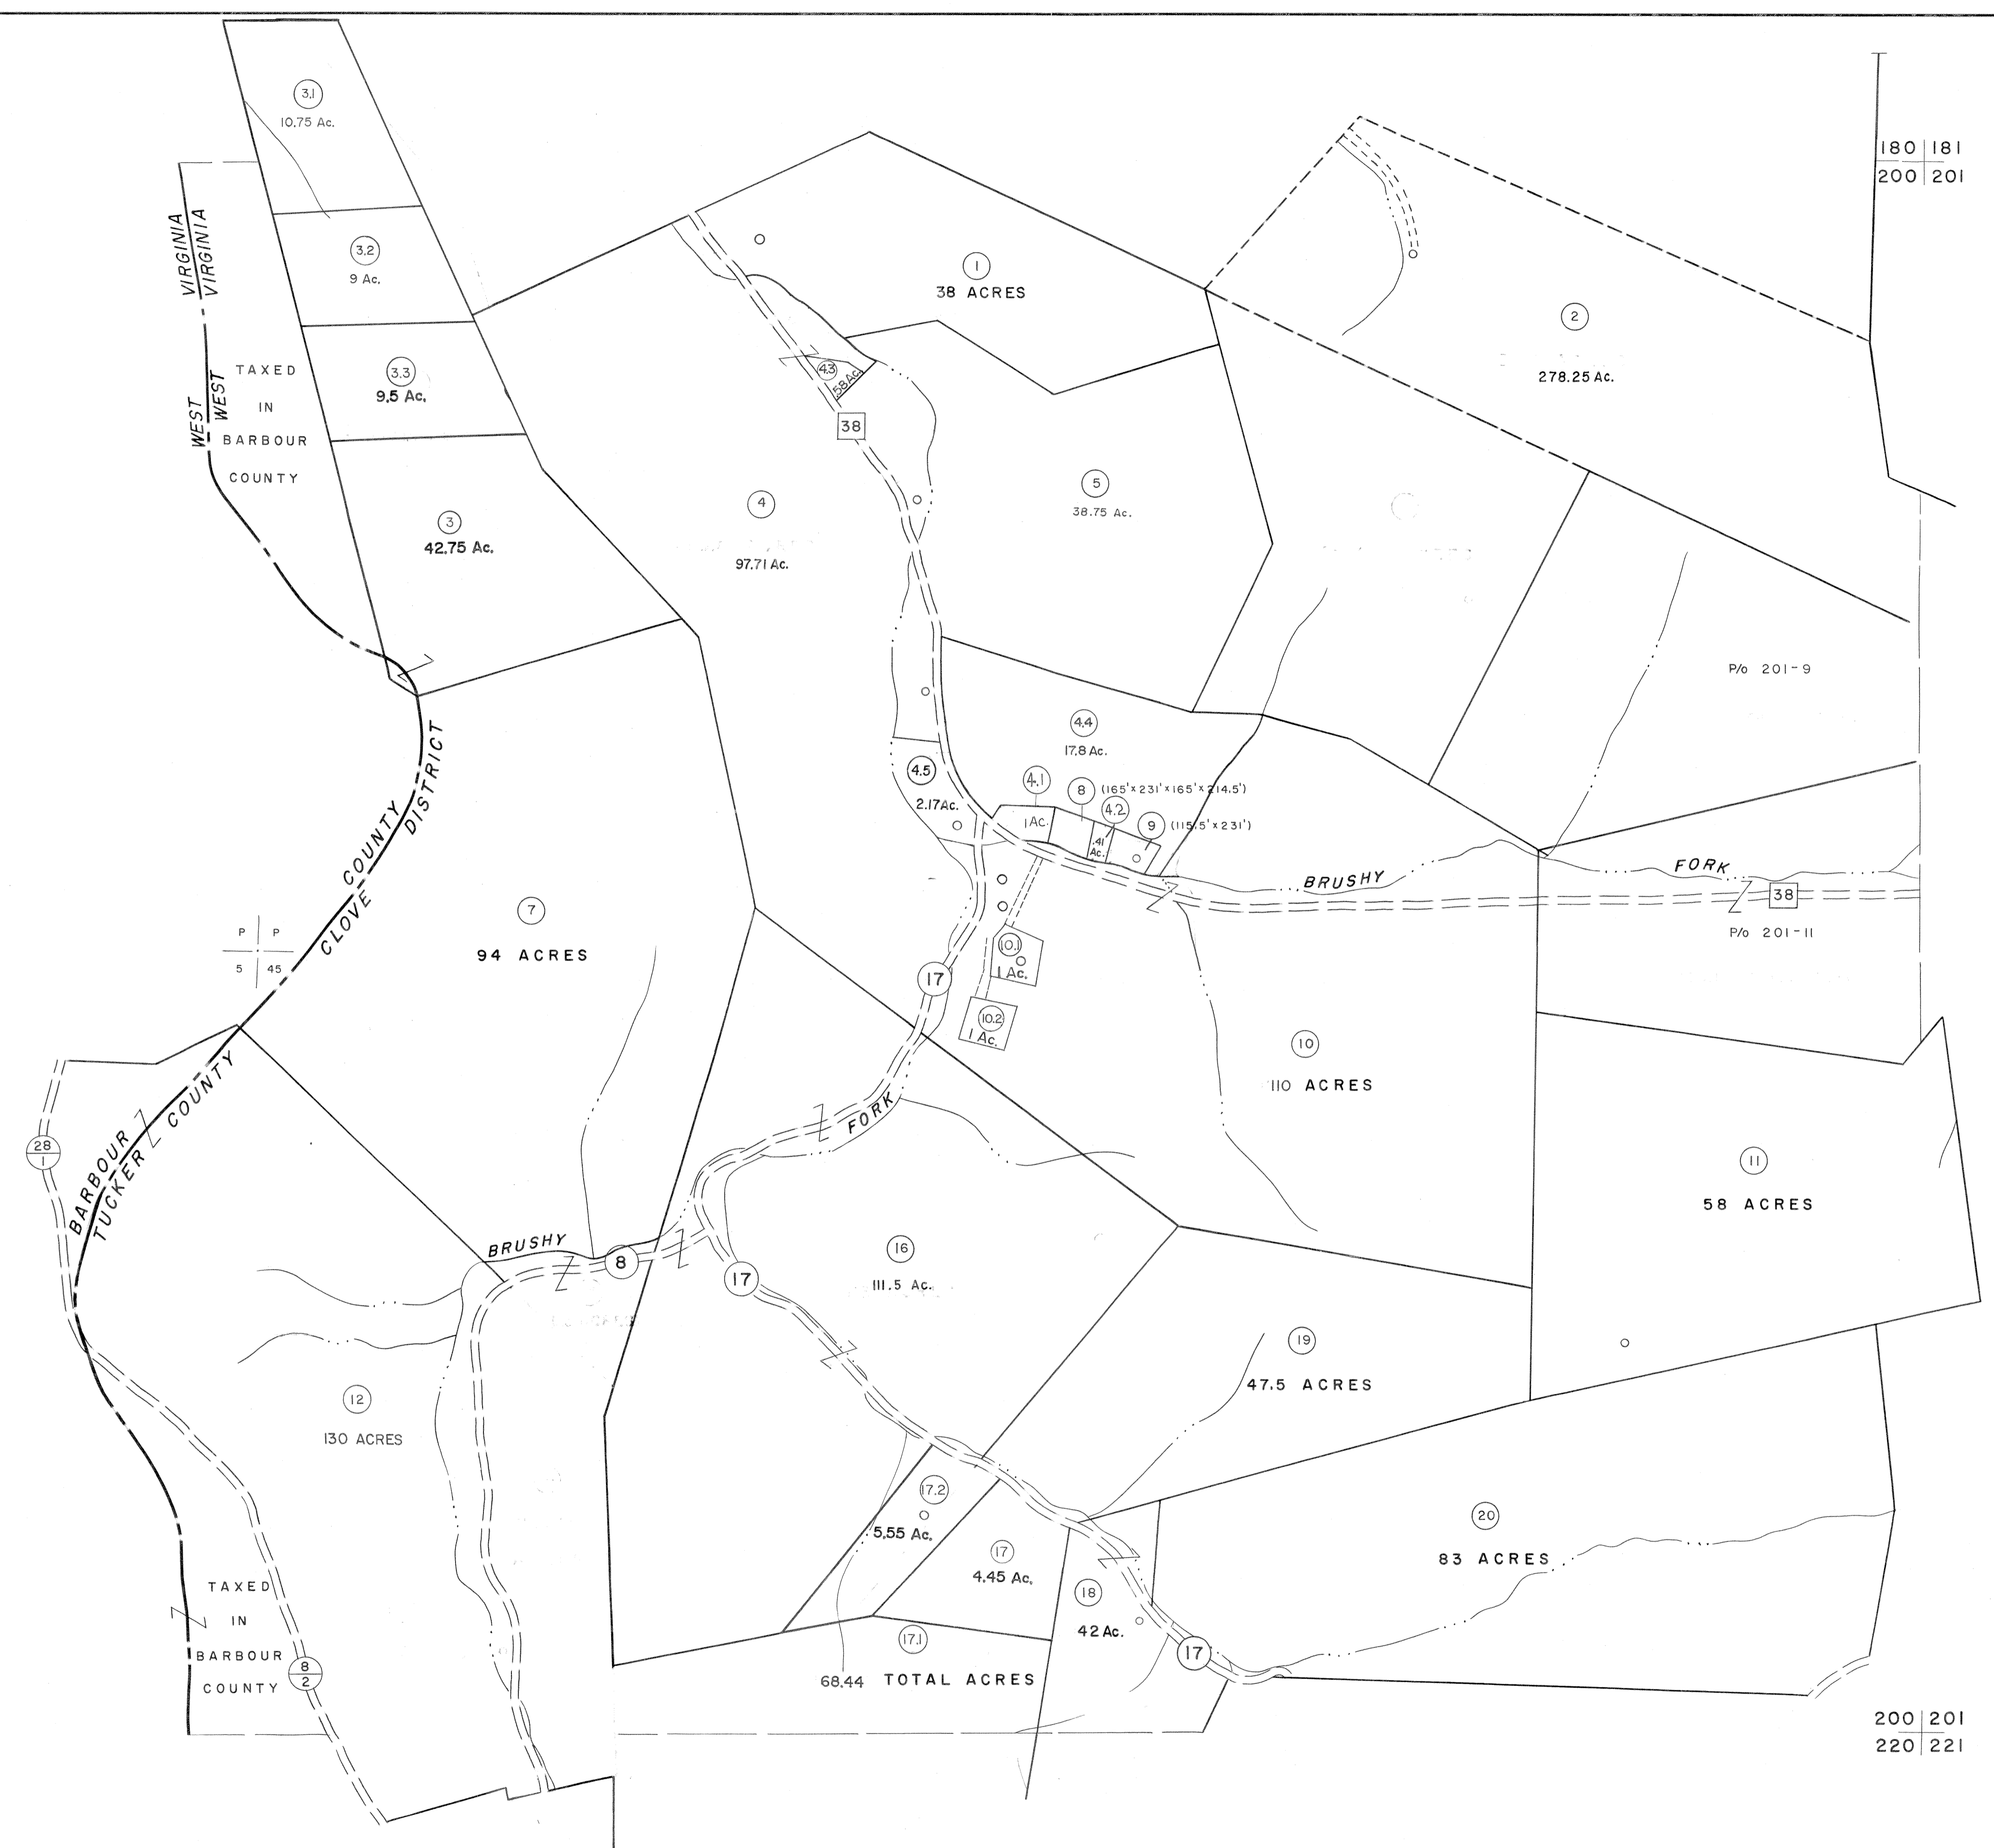 3.1
10.75 Ac.
180 181
200 201
VIRGINIA
VIRGINIA
WEST
WEST
3.2
9 Ac.
1
38 ACRES
2
278.25 Ac.
TAXED
IN
BARBOUR
COUNTY
3.3
9.5 Ac.
4.3
.58 Ac.
38
3
42.75 Ac.
4
97.71 Ac.
5
38.75 Ac.
P/o 201-9
4.4
17.8 Ac.
4.5
2.17 Ac.
4.1
1 Ac.
8 (165' x 231' x 165' x 214.5')
4.2
.41
Ac.
9 (115.5' x 231')
COUNTY
DISTRICT
CLOVE
BRUSHY
FORK
38
P/o 201-11
7
94 ACRES
P P
5 45
17
10.1
1 Ac.
10.2
1 Ac.
10
110 ACRES
28
1
BARBOUR
TUCKER COUNTY
FORK
11
58 ACRES
BRUSHY
8
17
16
111.5 Ac.
19
47.5 ACRES
12
130 ACRES
17.2
5.55 Ac.
17
4.45 Ac.
20
83 ACRES
18
42 Ac.
TAXED
IN
BARBOUR
COUNTY
8
2
17.1
68.44 TOTAL ACRES
17
200 201
220 221